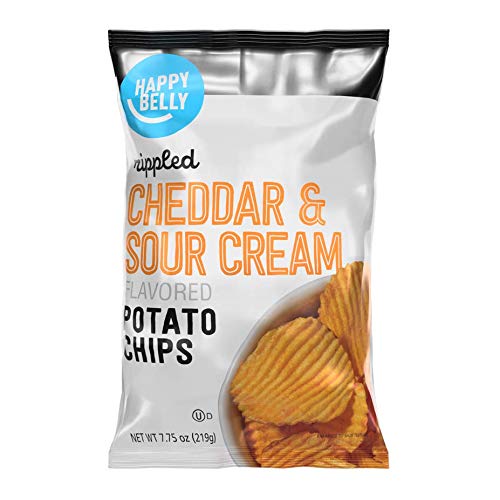 HAPPY
BELLY
rippled
CHEDDAR &
SOUR CREAM
FLAVORED
POTATO
CHIPS
U D
NET WT 7.75 oz (219g)